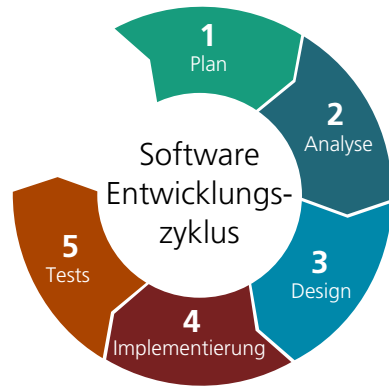 1
Plan
2
Analyse
3
Design
4
Implementierung
5
Tests
Software
Entwicklungs-
zyklus